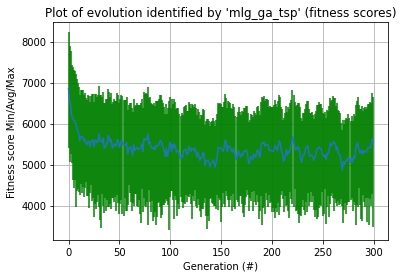 Plot of evolution identified by 'mlg_ga_tsp' (fitness scores)
8000
7000
6000
5000
4000
Fitness score Min/Avg/Max
0 50 100 150 200 250 300
Generation (#)